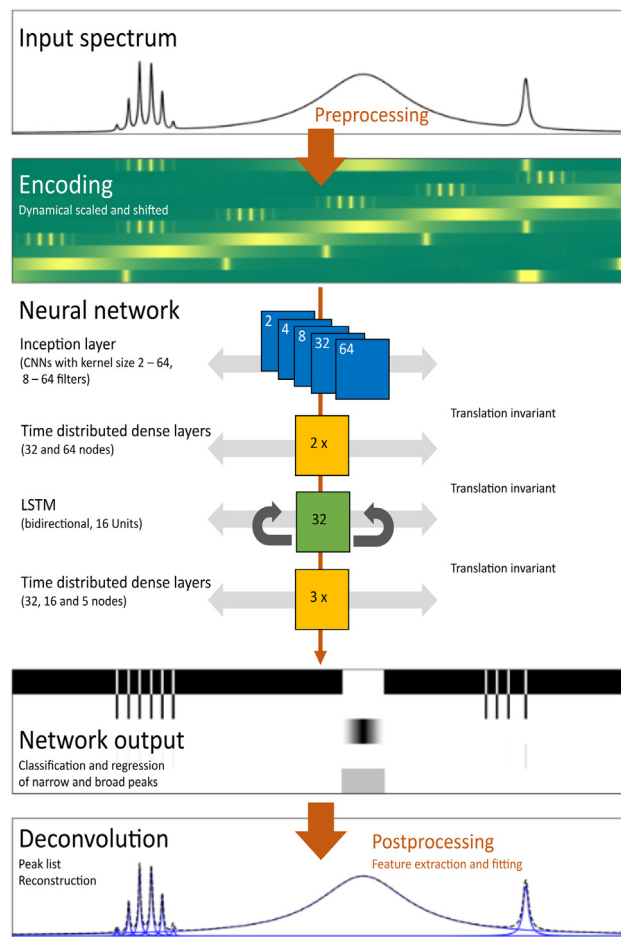 Input spectrum
Preprocessing
Encoding
Dynamical scaled and shifted
Neural network
Inception layer
(CNNs with kernel size 2 – 64,
8 – 64 filters)
2
4
8
32
64
Translation invariant
Time distributed dense layers
(32 and 64 nodes)
2 x
Translation invariant
LSTM
(bidirectional, 16 Units)
32
Translation invariant
Time distributed dense layers
(32, 16 and 5 nodes)
3 x
Network output
Classification and regression
of narrow and broad peaks
Deconvolution
Peak list
Reconstruction
Postprocessing
Feature extraction and fitting